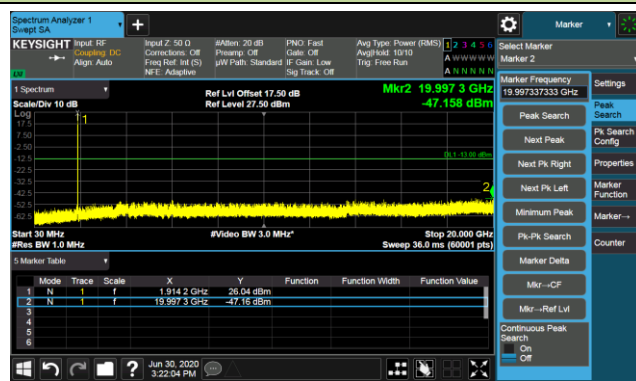 Spectrum Analyzer 1
Swept SA
Marker
KEYSIGHT
Input: RF
Coupling: DC
Align: Auto
Input Z: 50 Ω
Corrections: Off
Freq Ref: Int (S)
NFE: Adaptive
#Atten: 20 dB
Preamp: Off
µW Path: Standard
PNO: Fast
Gate: Off
IF Gain: Low
Sig Track: Off
Avg Type: Power (RMS)
Avg|Hold: 10/10
Trig: Free Run
1 2 3 4 5 6
A W W W W W
A N N N N N
Select Marker
Marker 2
1 Spectrum
Scale/Div 10 dB
Ref Lvl Offset 17.50 dB
Ref Level 27.50 dBm
Mkr2 19.997 3 GHz
-47.158 dBm
Log
17.5
7.50
-2.50
-12.5
-22.5
-32.5
-42.5
-52.5
-62.5
1
DL1 -13.00 dBm
2
Start 30 MHz
#Res BW 1.0 MHz
#Video BW 3.0 MHz*
Stop 20.000 GHz
Sweep 36.0 ms (60001 pts)
5 Marker Table
Mode Trace Scale X Y Function Function Width Function Value
1 N 1 f 1.914 2 GHz 26.04 dBm
2 N 1 f 19.997 3 GHz -47.16 dBm
3
4
5
6
Jun 30, 2020
3:22:04 PM
Marker Frequency
19.997337333 GHz
Peak Search
Next Peak
Next Pk Right
Next Pk Left
Minimum Peak
Pk-Pk Search
Marker Delta
Mkr→CF
Mkr→Ref Lvl
Continuous Peak
Search
On
Off
Settings
Peak
Search
Pk Search
Config
Properties
Marker
Function
Marker→
Counter